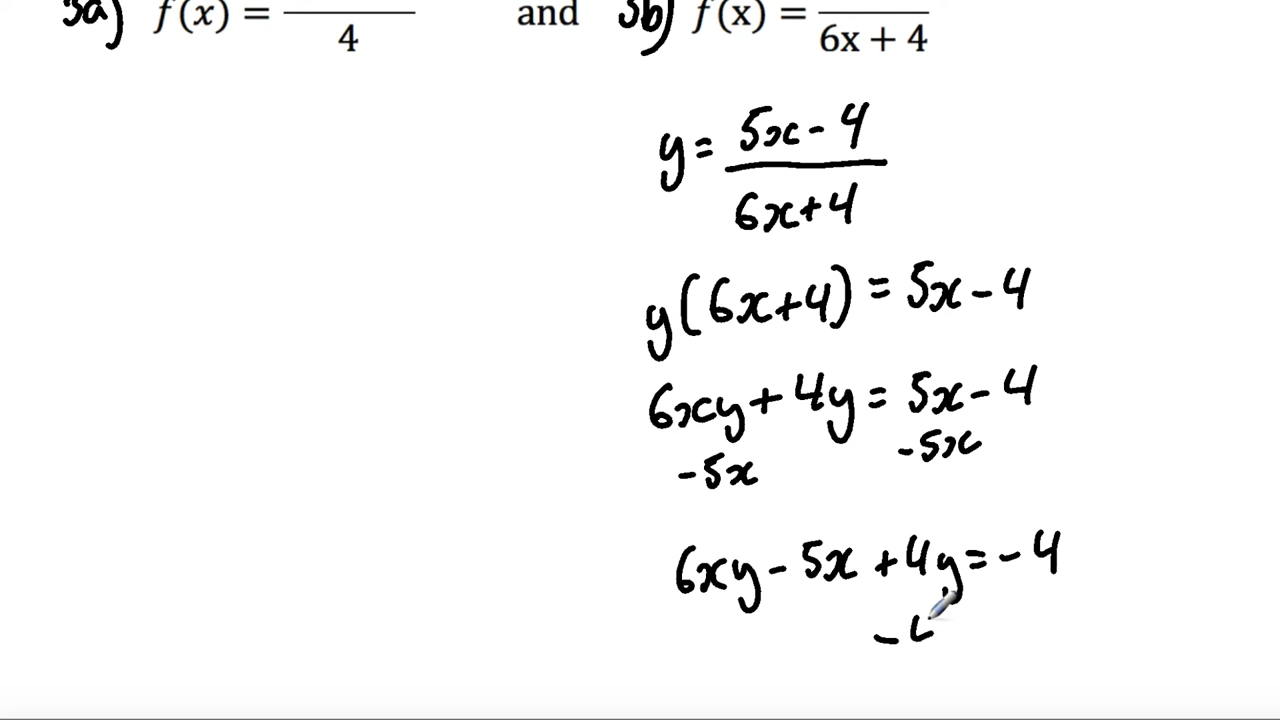 3a) f(x) = 4 and 3b) f(x) = 6x + 4
y = 5x - 4 / 6x + 4
y(6x+4) = 5x - 4
6xy + 4y = 5x - 4
-5x -5x
6xy - 5x + 4y = - 4
-